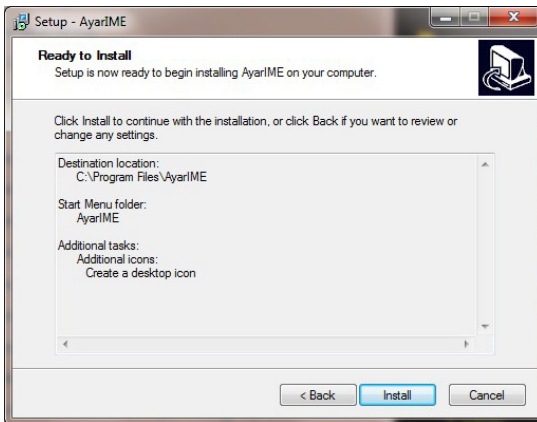 Setup - AyarIME
Ready to Install
Setup is now ready to begin installing AyarIME on your computer.
Click Install to continue with the installation, or click Back if you want to review or
change any settings.
Destination location:
C:\Program Files\AyarIME
Start Menu folder:
AyarIME
Additional tasks:
Additional icons:
Create a desktop icon
< Back
Install
Cancel